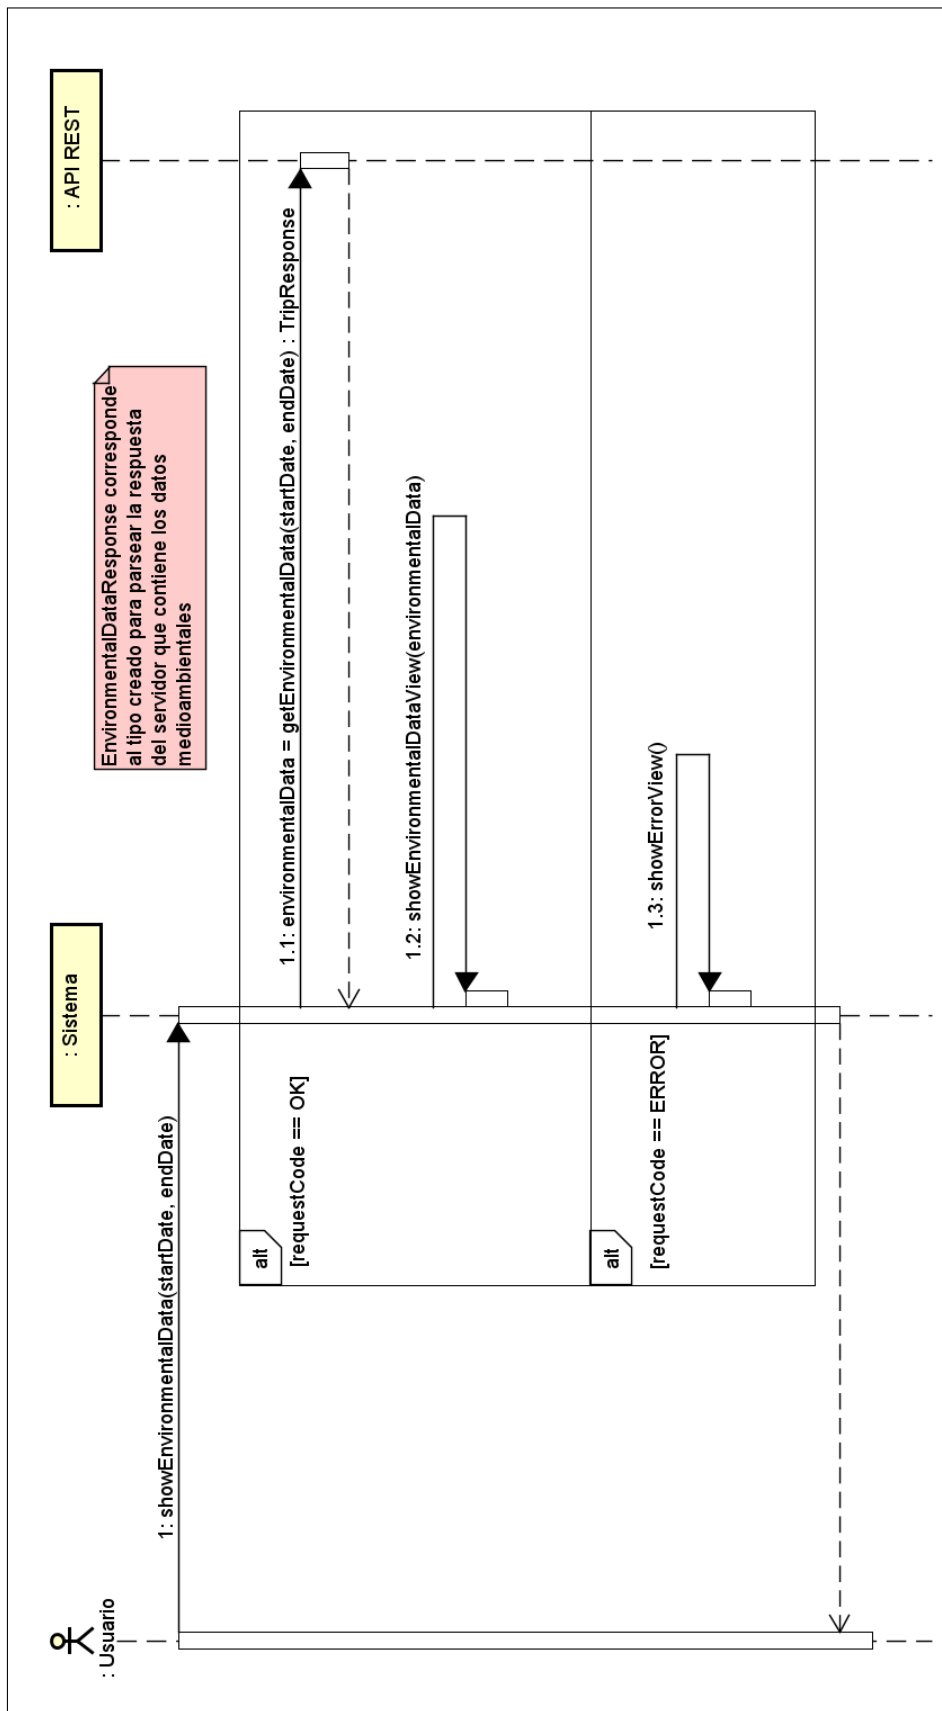 : Usuario
: Sistema
: API REST
EnvironmentalDataResponse corresponde
al tipo creado para parsear la respuesta
del servidor que contiene los datos
medioambientales
1: showEnvironmentalData(startDate, endDate)
alt
[requestCode == OK]
1.1: environmentalData = getEnvironmentalData(startDate, endDate) : TripResponse
1.2: showEnvironmentalDataView(environmentalData)
alt
[requestCode == ERROR]
1.3: showErrorView()